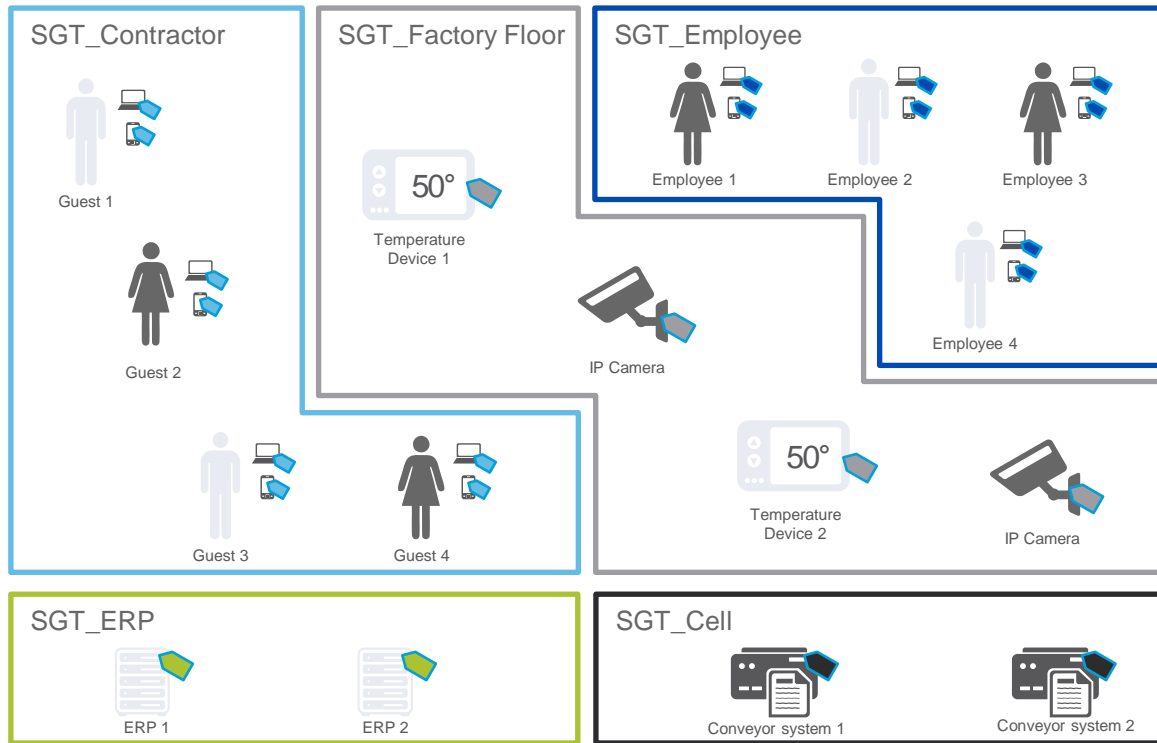 SGT_Contractor
Guest 1
Guest 2
Guest 3
Guest 4
SGT_Factory Floor
50°
Temperature
Device 1
IP Camera
50°
Temperature
Device 2
IP Camera
SGT_Employee
Employee 1
Employee 2
Employee 3
Employee 4
SGT_ERP
ERP 1
ERP 2
SGT_Cell
Conveyor system 1
Conveyor system 2